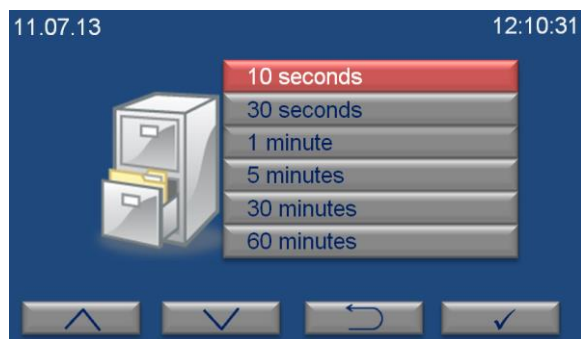 11.07.13 12:10:31
10 seconds
30 seconds
1 minute
5 minutes
30 minutes
60 minutes